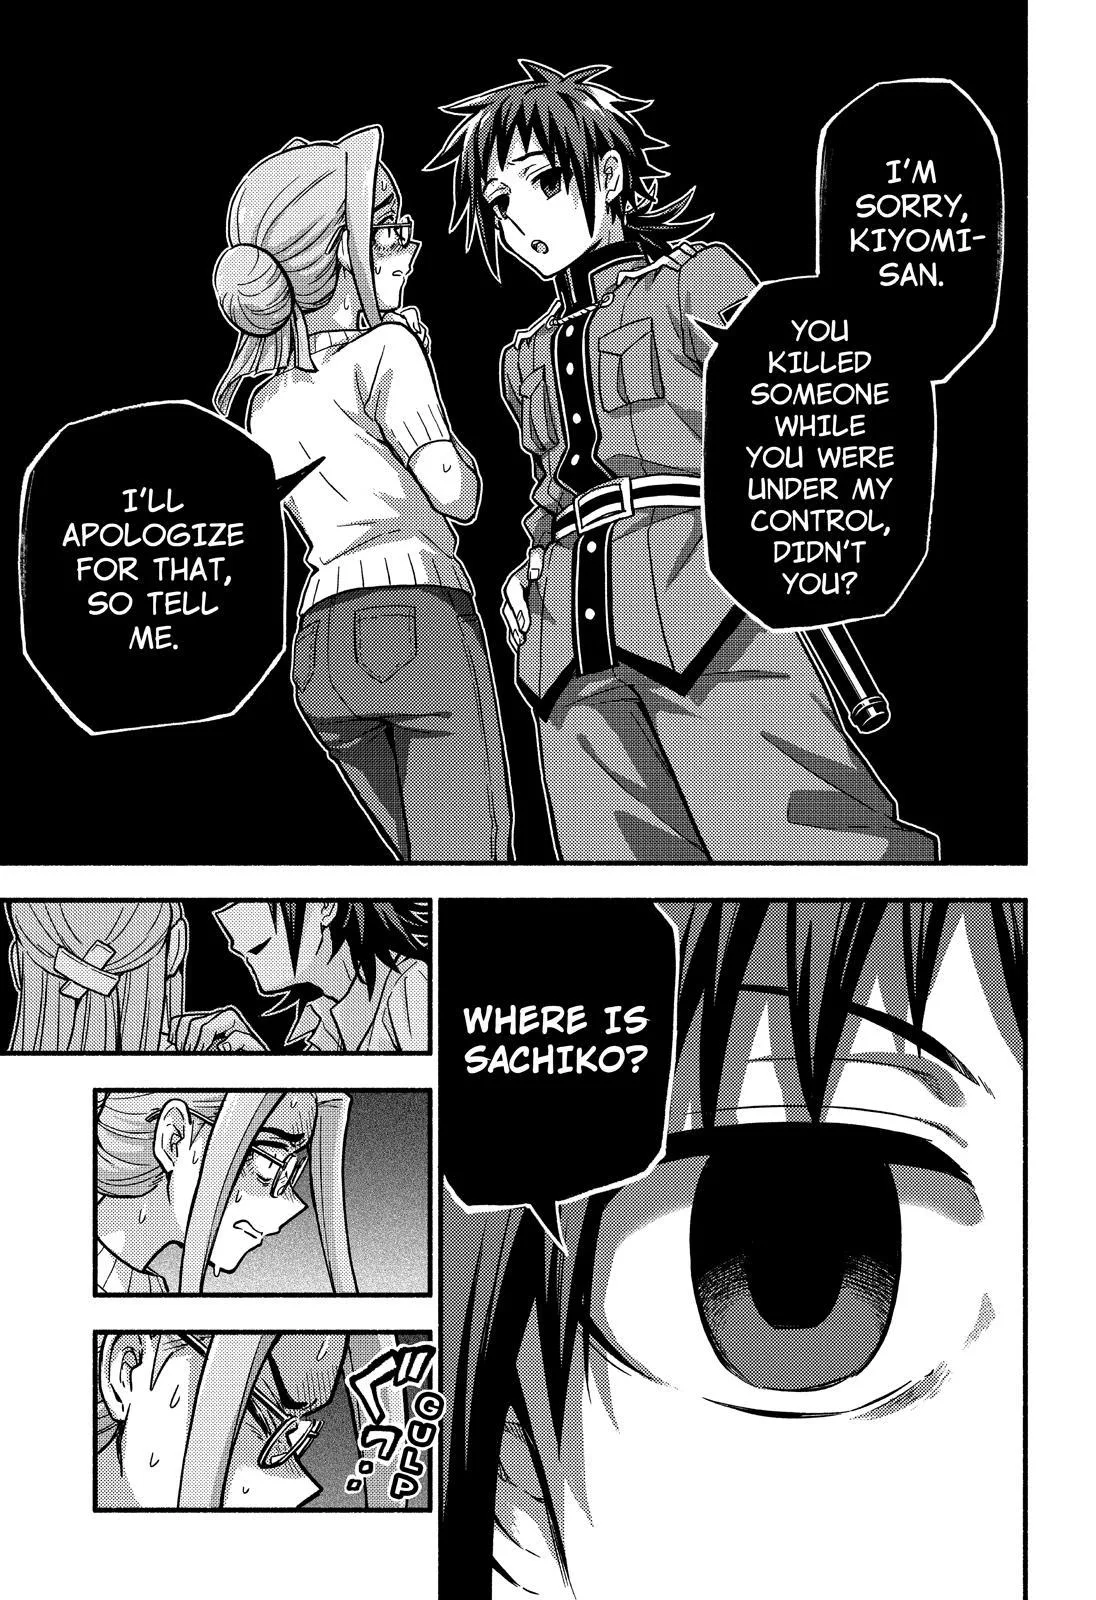 I'M
SORRY,
KIYOMI-
SAN.
YOU
KILLED
SOMEONE
WHILE
YOU WERE
UNDER MY
CONTROL,
DIDN'T
YOU?
I'LL
APOLOGIZE
FOR THAT,
SO TELL
ME.
WHERE IS
SACHIKO?
GULP